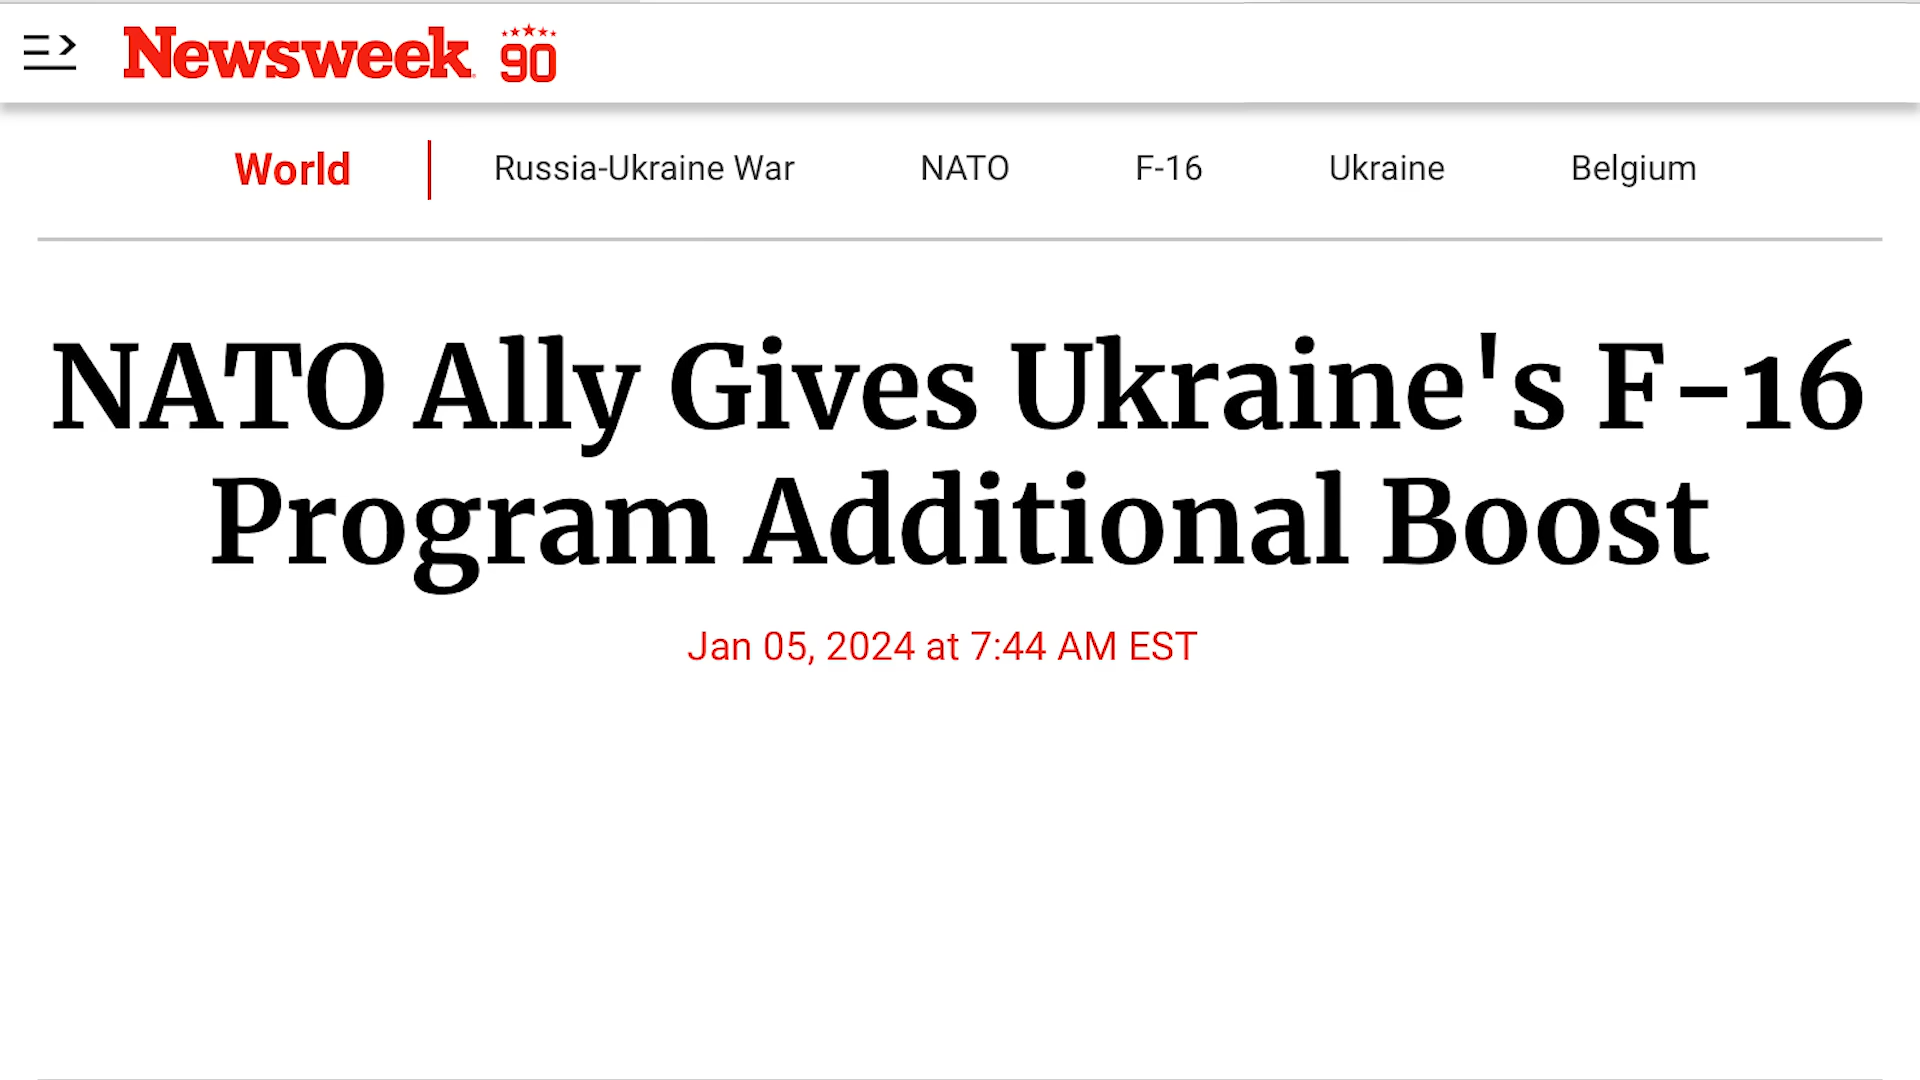 Newsweek 90
World Russia-Ukraine War NATO F-16 Ukraine Belgium
NATO Ally Gives Ukraine's F-16
Program Additional Boost
Jan 05, 2024 at 7:44 AM EST